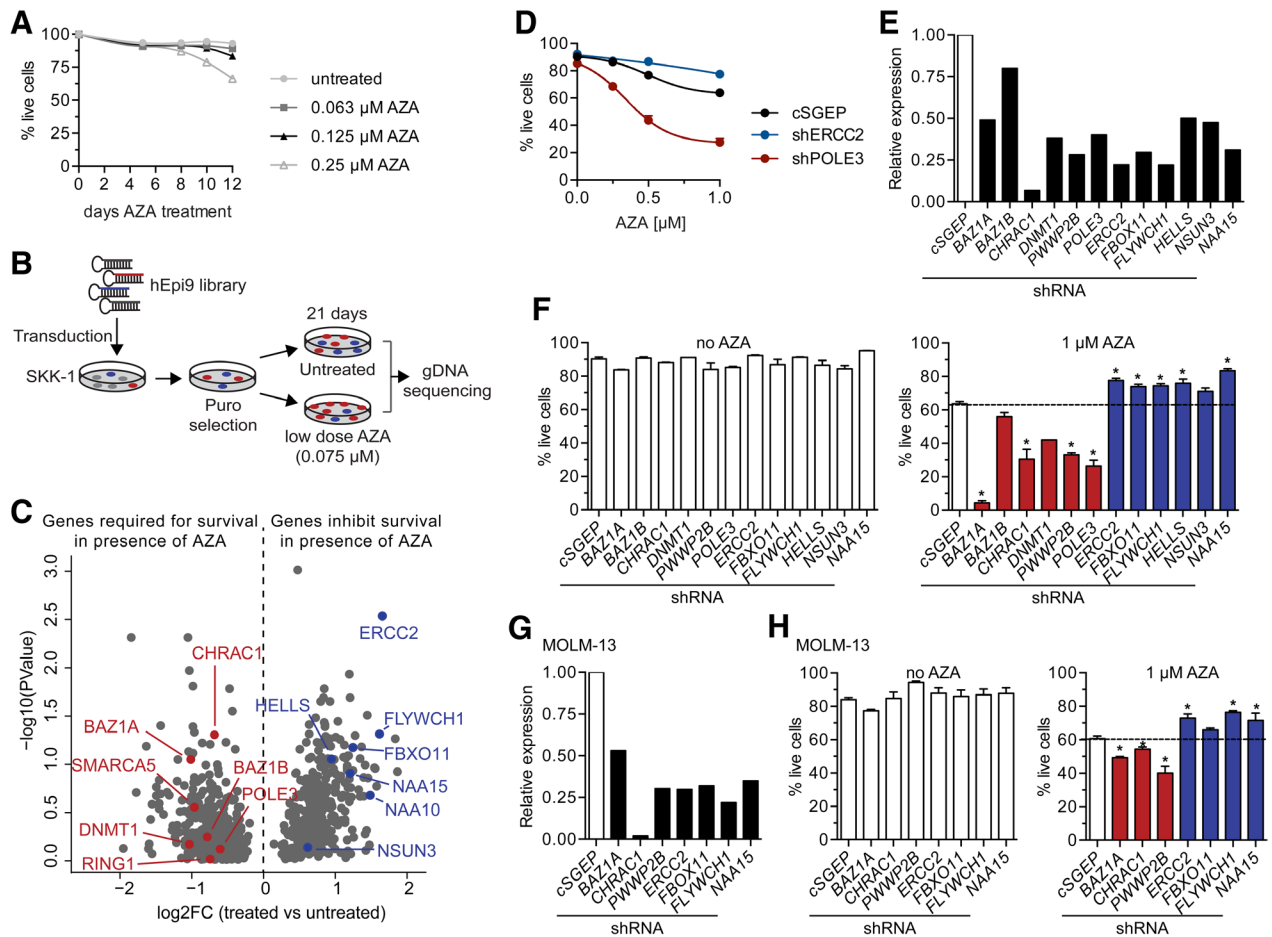 A
100
75
50
25
0
% live cells
0 2 4 6 8 10 12
days AZA treatment
untreated
0.063 µM AZA
0.125 µM AZA
0.25 µM AZA
B
hEpi9 library
Transduction
SKK-1
Puro
selection
21 days
Untreated
low dose AZA
(0.075 µM)
gDNA
sequencing
C
Genes required for survival
in presence of AZA
Genes inhibit survival
in presence of AZA
3.0
2.5
2.0
1.5
1.0
0.5
0.0
−log10(PValue)
ERCC2
CHRAC1
HELLS
FLYWCH1
BAZ1A
FBXO11
SMARCA5
BAZ1B
NAA15
POLE3
NAA10
DNMT1
NSUN3
RING1
−2 −1 0 1 2
log2FC (treated vs untreated)
D
100
80
60
40
20
0
% live cells
0.0 0.5 1.0
AZA [µM]
cSGEP
shERCC2
shPOLE3
E
1.00
0.75
0.50
0.25
0.00
Relative expression
cSGEP BAZ1A BAZ1B CHRAC1 DNMT1 PWWP2B POLE3 ERCC2 FBOX11 FLYWCH1 HELLS NSUN3 NAA15
shRNA
F
no AZA
100
80
60
40
20
0
% live cells
cSGEP BAZ1A BAZ1B CHRAC1 DNMT1 PWWP2B POLE3 ERCC2 FBXO11 FLYWCH1 HELLS NSUN3 NAA15
shRNA
1 µM AZA
100
80
60
40
20
0
% live cells
* * * * * * * * *
cSGEP BAZ1A BAZ1B CHRAC1 DNMT1 PWWP2B POLE3 ERCC2 FBXO11 FLYWCH1 HELLS NSUN3 NAA15
shRNA
G
MOLM-13
1.00
0.75
0.50
0.25
0.00
Relative expression
cSGEP BAZ1A CHRAC1 PWWP2B ERCC2 FBOX11 FLYWCH1 NAA15
shRNA
H
MOLM-13
no AZA
100
80
60
40
20
0
% live cells
cSGEP BAZ1A CHRAC1 PWWP2B ERCC2 FBXO11 FLYWCH1 NAA15
shRNA
1 µM AZA
100
80
60
40
20
0
% live cells
* * * * * *
cSGEP BAZ1A CHRAC1 PWWP2B ERCC2 FBXO11 FLYWCH1 NAA15
shRNA